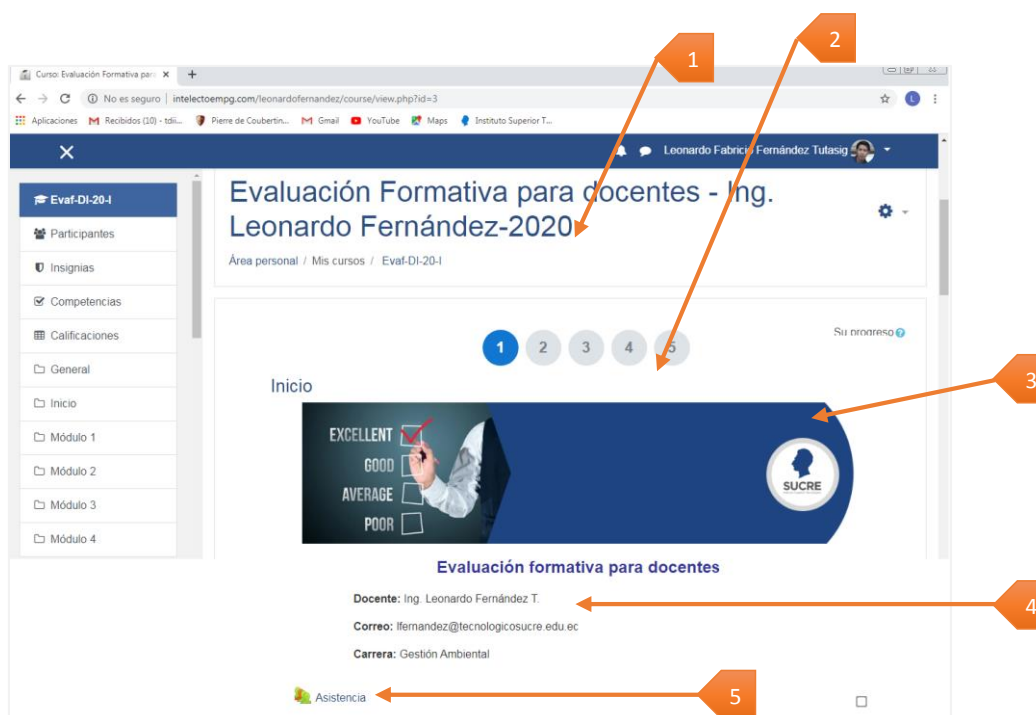 1
2
Curso: Evaluación Formativa par
No es seguro | intelectoempg.com/leonardofernandez/course/view.php?id=3
L
Aplicaciones Recibidos (10) - tdii... Pierre de Coubertin... Gmail YouTube Maps Instituto Superior T...
Leonardo Fabricio Fernández Tutasig
Evaf-DI-20-I
Participantes
Insignias
Competencias
Calificaciones
General
Inicio
Módulo 1
Módulo 2
Módulo 3
Módulo 4
Evaluación Formativa para docentes - Ing.
Leonardo Fernández-2020
Área personal / Mis cursos / Evaf-DI-20-I
Su progreso
1 2 3 4 5
Inicio
3
EXCELLENT
GOOD
AVERAGE
POOR
SUCRE
Evaluación formativa para docentes
Docente: Ing. Leonardo Fernández T.
4
Correo: lfernandez@tecnologicosucre.edu.ec
Carrera: Gestión Ambiental
Asistencia
5